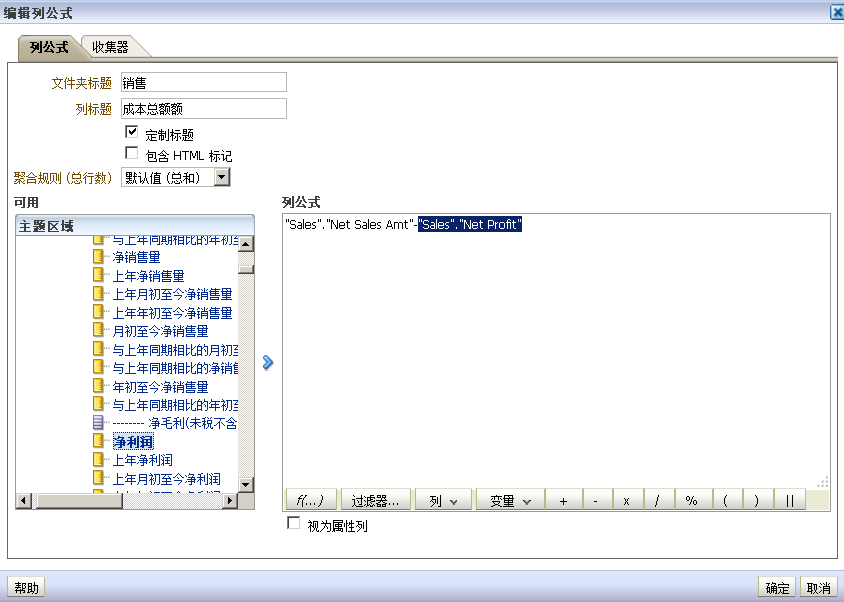 编辑列公式
列公式 收集器
文件夹标题 销售
列标题 成本总额额
定制标题
包含 HTML 标记
聚合规则 (总行数) 默认值 (总和)
可用
主题区域
与上年同期相比的年初至
净销售量
上年净销售量
上年月初至今净销售量
上年年初至今净销售量
月初至今净销售量
与上年同期相比的月初至
与上年同期相比的净销售
年初至今净销售量
与上年同期相比的年初至
-------- 净毛利(未税不含
净利润
上年净利润
上年月初至今净利润
列公式
"Sales"."Net Sales Amt"-"Sales"."Net Profit"
f(...) 过滤器... 列 变量 + - x / % ( ) ||
视为属性列
帮助 确定 取消